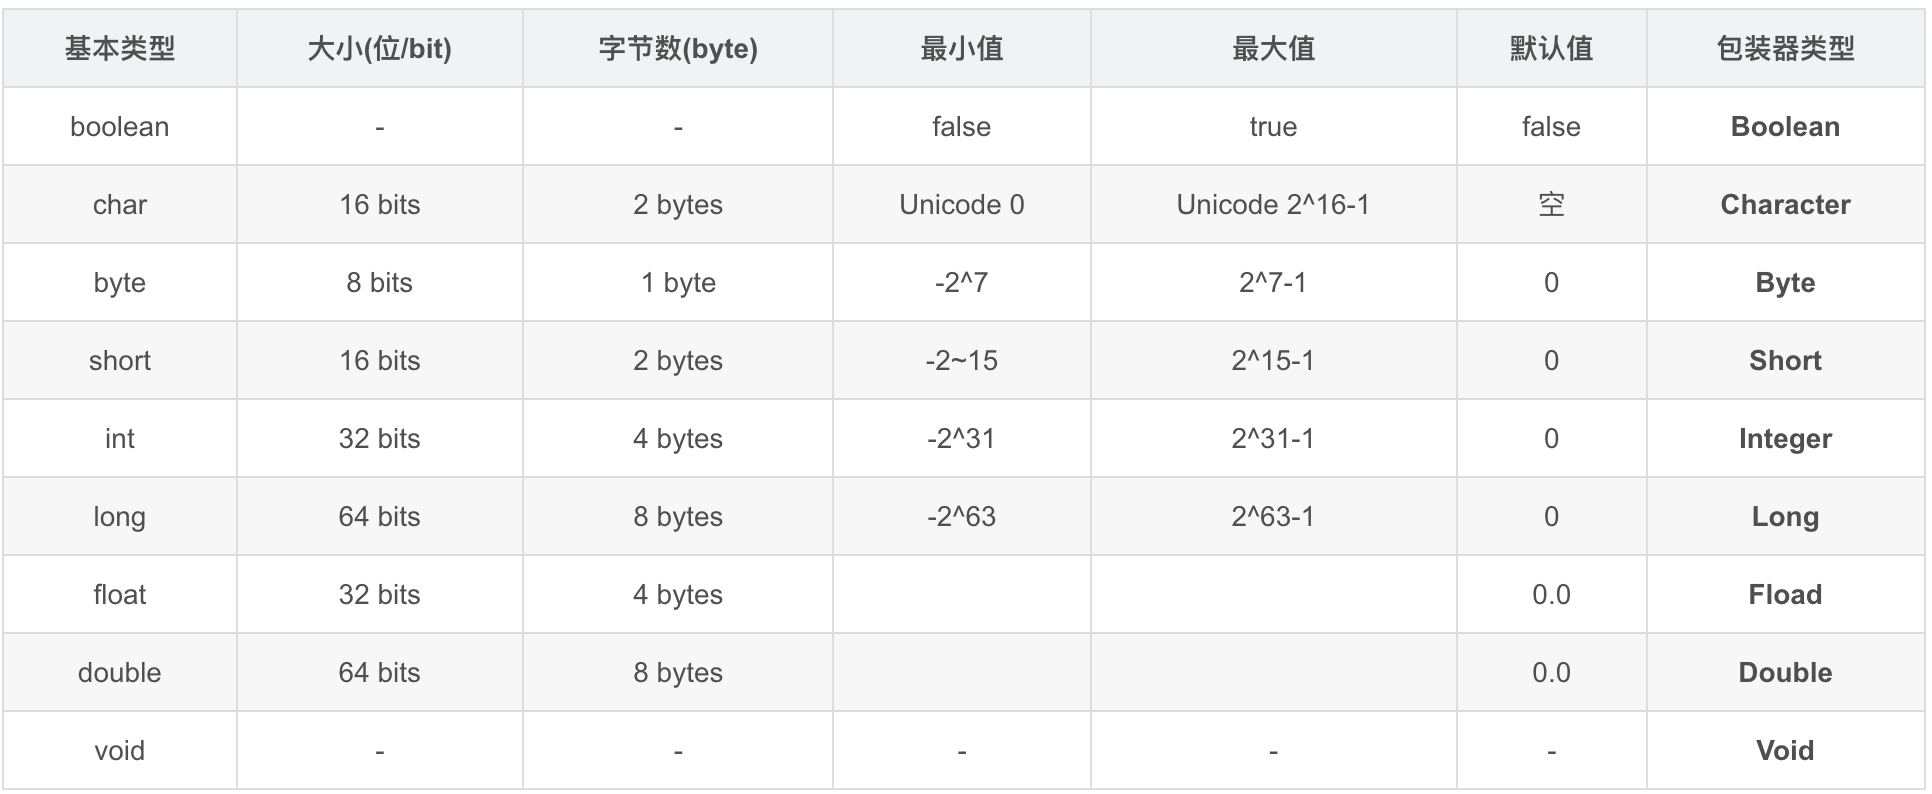 基本类型 大小(位/bit) 字节数(byte) 最小值 最大值 默认值 包装器类型
boolean - - false true false Boolean
char 16 bits 2 bytes Unicode 0 Unicode 2^16-1 空 Character
byte 8 bits 1 byte -2^7 2^7-1 0 Byte
short 16 bits 2 bytes -2~15 2^15-1 0 Short
int 32 bits 4 bytes -2^31 2^31-1 0 Integer
long 64 bits 8 bytes -2^63 2^63-1 0 Long
float 32 bits 4 bytes 0.0 Fload
double 64 bits 8 bytes 0.0 Double
void - - - - - Void